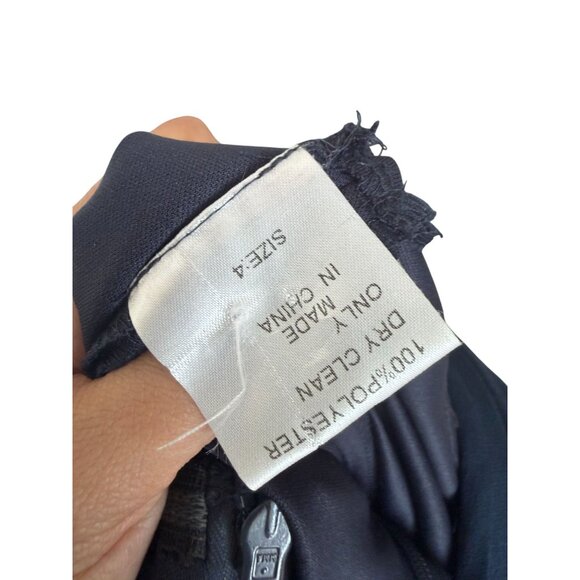 100%POLYESTER
DRY CLEAN
ONLY MADE
IN CHINA
SIZE:4